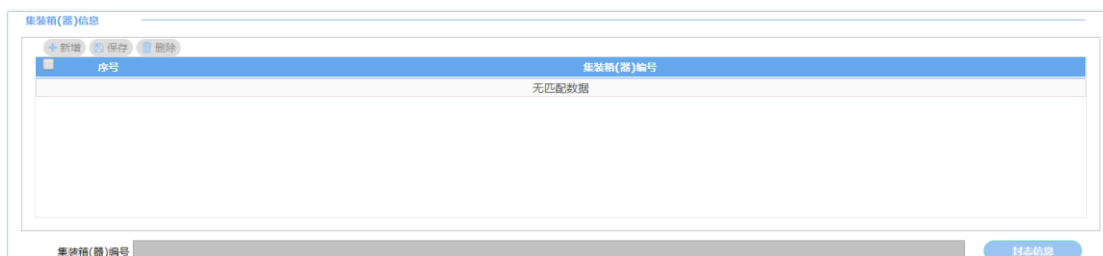 集装箱(器)信息
新增 保存 删除
序号 集装箱(器)编号
无匹配数据
集装箱(器)编号 封志信息